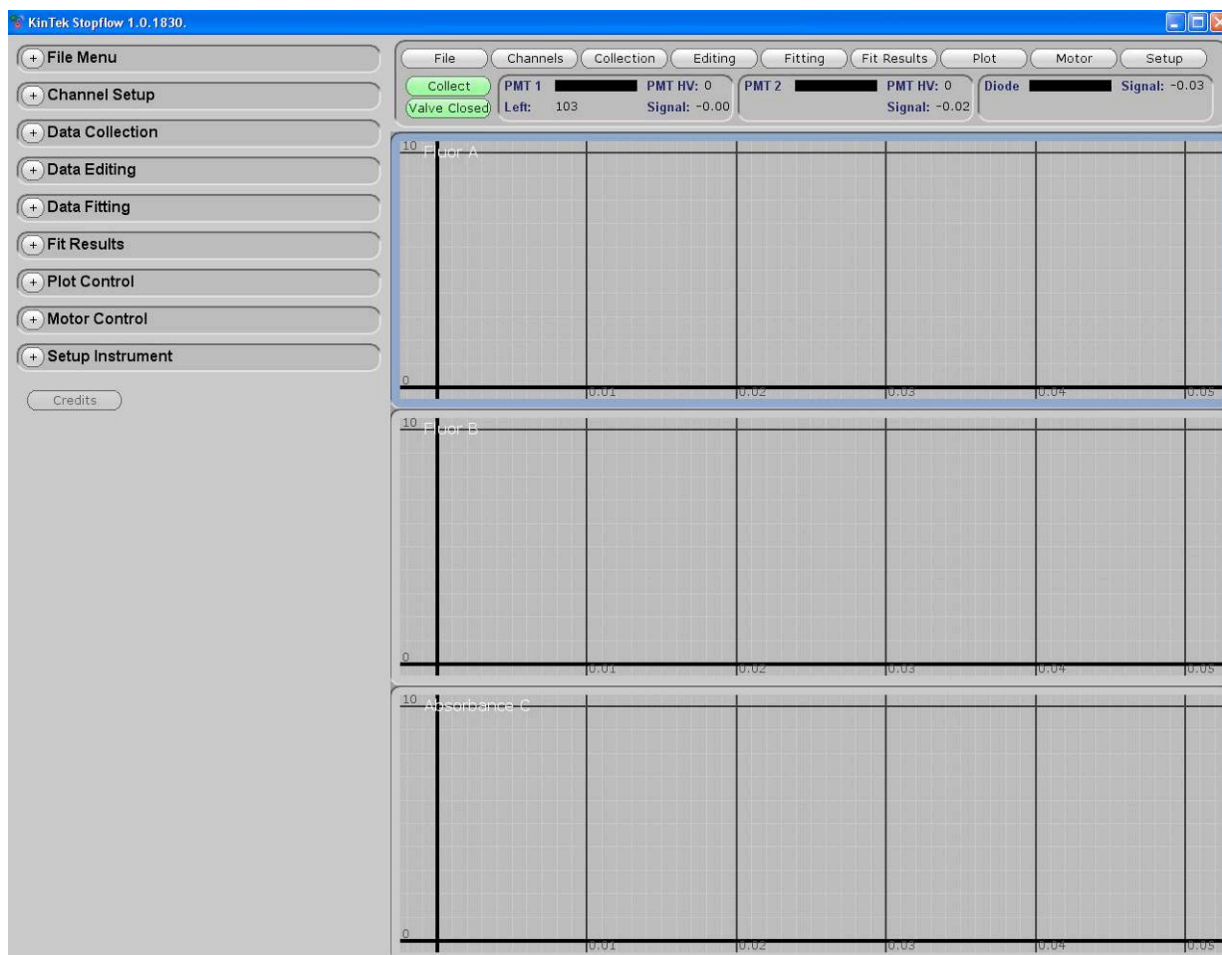 KinTek Stopflow 1.0.1830.
+ File Menu
+ Channel Setup
+ Data Collection
+ Data Editing
+ Data Fitting
+ Fit Results
+ Plot Control
+ Motor Control
+ Setup Instrument
Credits
File Channels Collection Editing Fitting Fit Results Plot Motor Setup
Collect PMT 1 PMT HV: 0 PMT 2 PMT HV: 0 Diode Signal: -0.03
Valve Closed Left: 103 Signal: -0.00 Signal: -0.02
10 Fluor A
0 0.01 0.02 0.03 0.04 0.05
10 Fluor B
0 0.01 0.02 0.03 0.04 0.05
10 Absorbance C
0 0.01 0.02 0.03 0.04 0.05